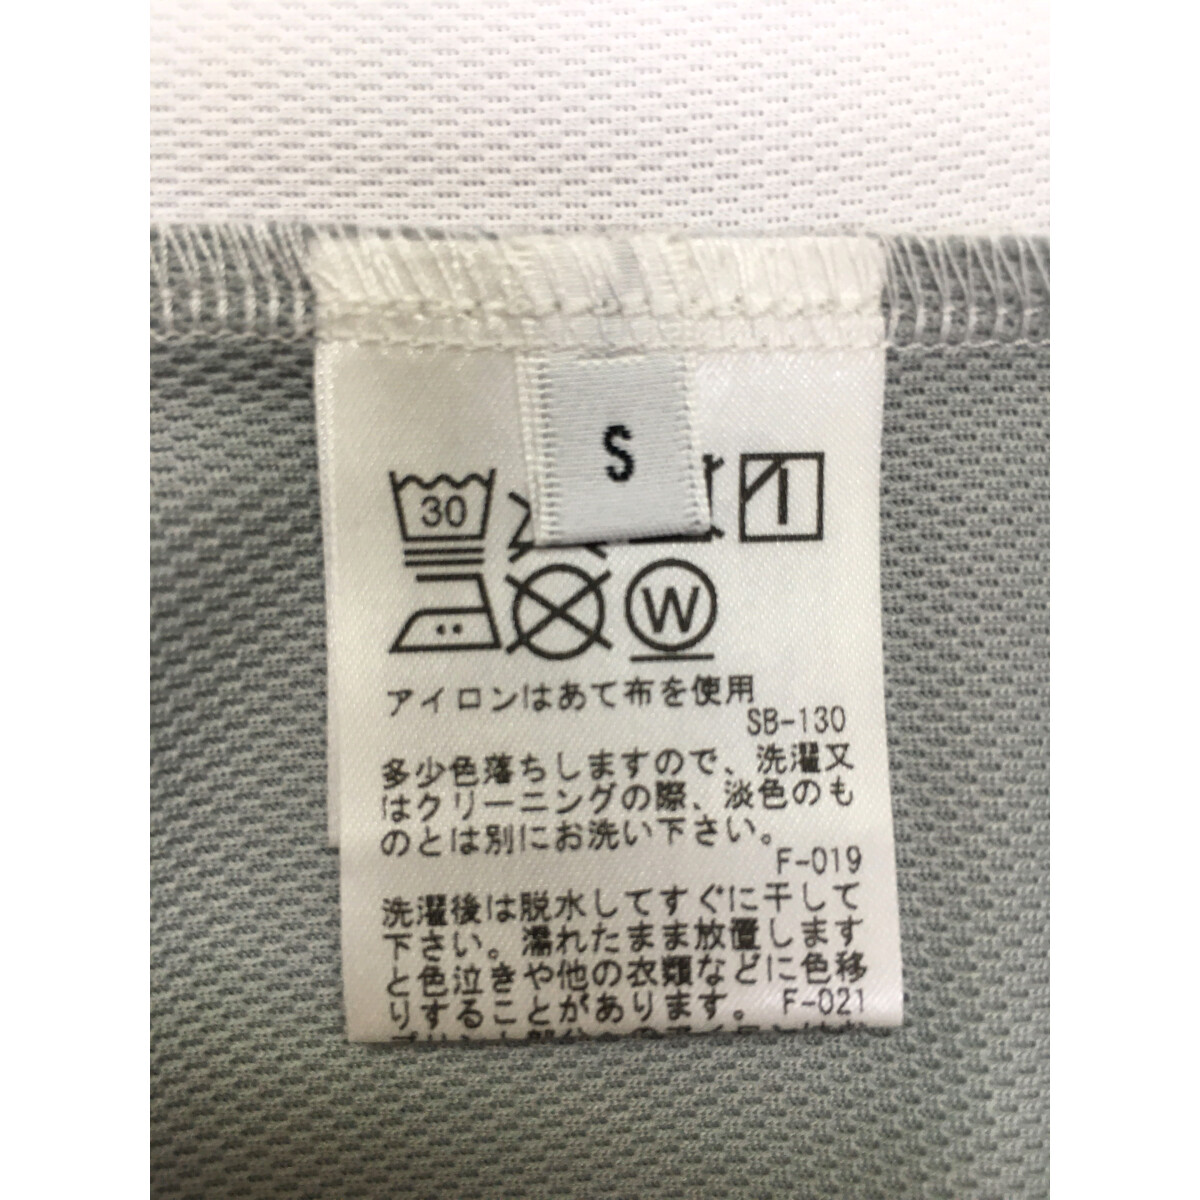 S
30
W
アイロンはあて布を使用
SB-130
多少色落ちしますので、洗濯又
はクリーニングの際、淡色のも
のとは別にお洗い下さい。
F-019
洗濯後は脱水してすぐに干して
下さい。濡れたまま放置します
と色泣きや他の衣類などに色移
りすることがあります。 F-021